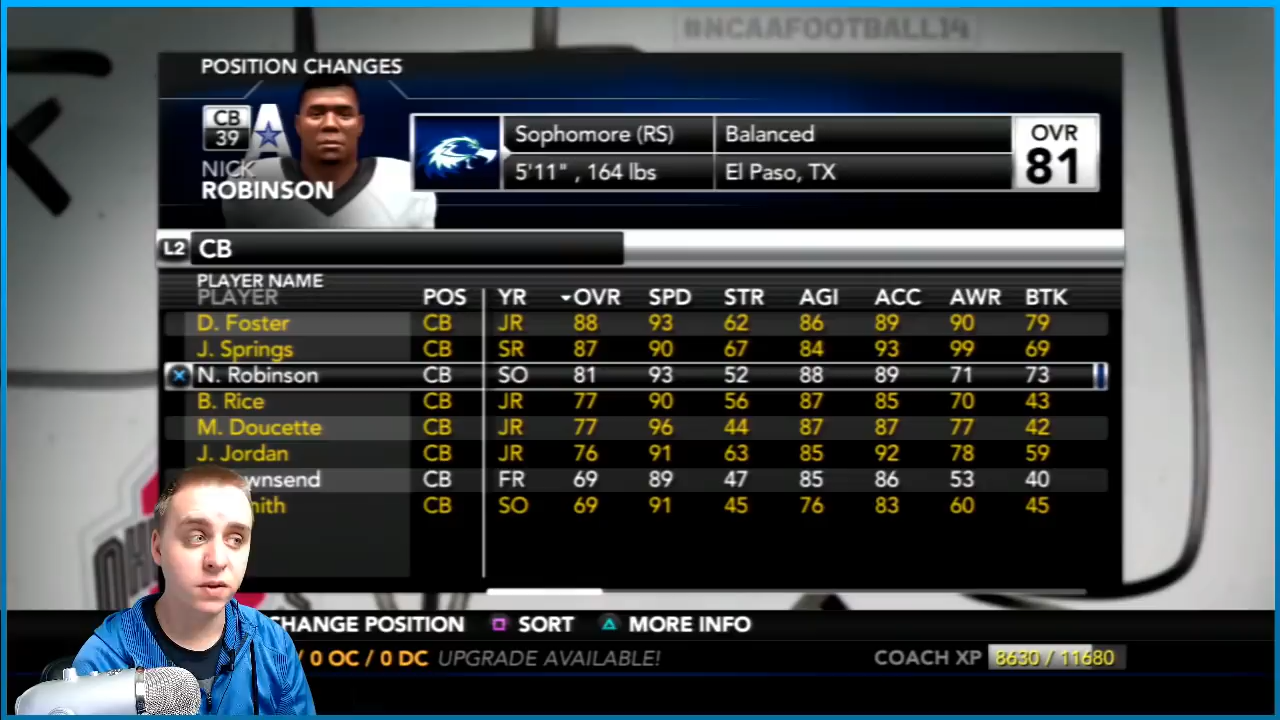 #NCAAFOOTBALL14
POSITION CHANGES
CB
39
A
NICK
ROBINSON
Sophomore (RS)
Balanced
5'11" , 164 lbs
El Paso, TX
OVR
81
L2 CB
PLAYER NAME
PLAYER POS YR OVR SPD STR AGI ACC AWR BTK
D. Foster CB JR 88 93 62 86 89 90 79
J. Springs CB SR 87 90 67 84 93 99 69
N. Robinson CB SO 81 93 52 88 89 71 73
B. Rice CB JR 77 90 56 87 85 70 43
M. Doucette CB JR 77 96 44 87 87 77 42
J. Jordan CB JR 76 91 63 85 92 78 59
wnsend CB FR 69 89 47 85 86 53 40
mith CB SO 69 91 45 76 83 60 45
CHANGE POSITION SORT MORE INFO
/ 0 OC / 0 DC UPGRADE AVAILABLE! COACH XP 8630 / 11680